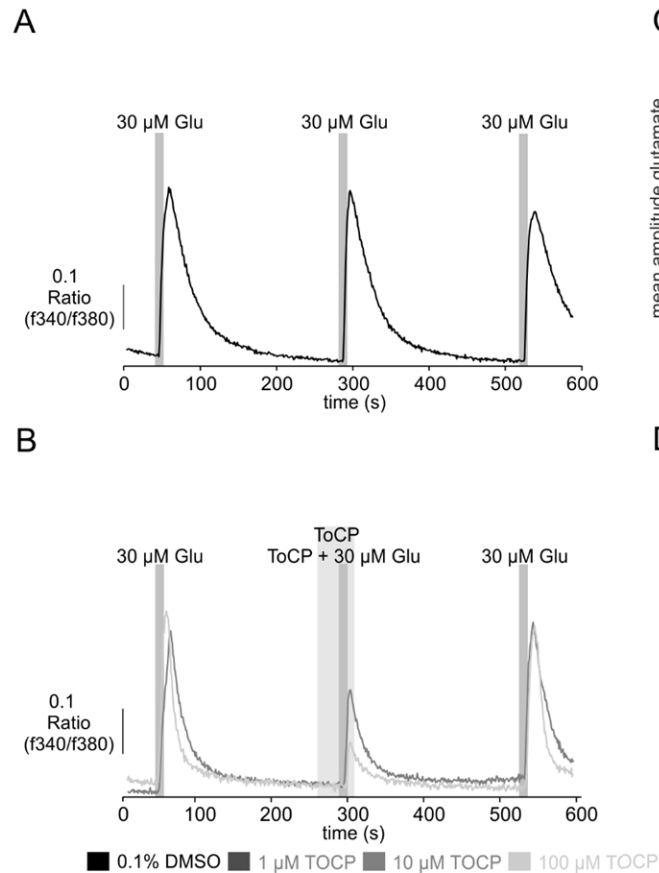 A
30 µM Glu 30 µM Glu 30 µM Glu
0.1
Ratio
(f340/f380)
0 100 200 300 400 500 600
time (s)
mean amplitude glutamate
B
ToCP
30 µM Glu ToCP + 30 µM Glu 30 µM Glu
0.1
Ratio
(f340/f380)
0 100 200 300 400 500 600
time (s)
0.1% DMSO 1 µM TOCP 10 µM TOCP 100 µM TOCP